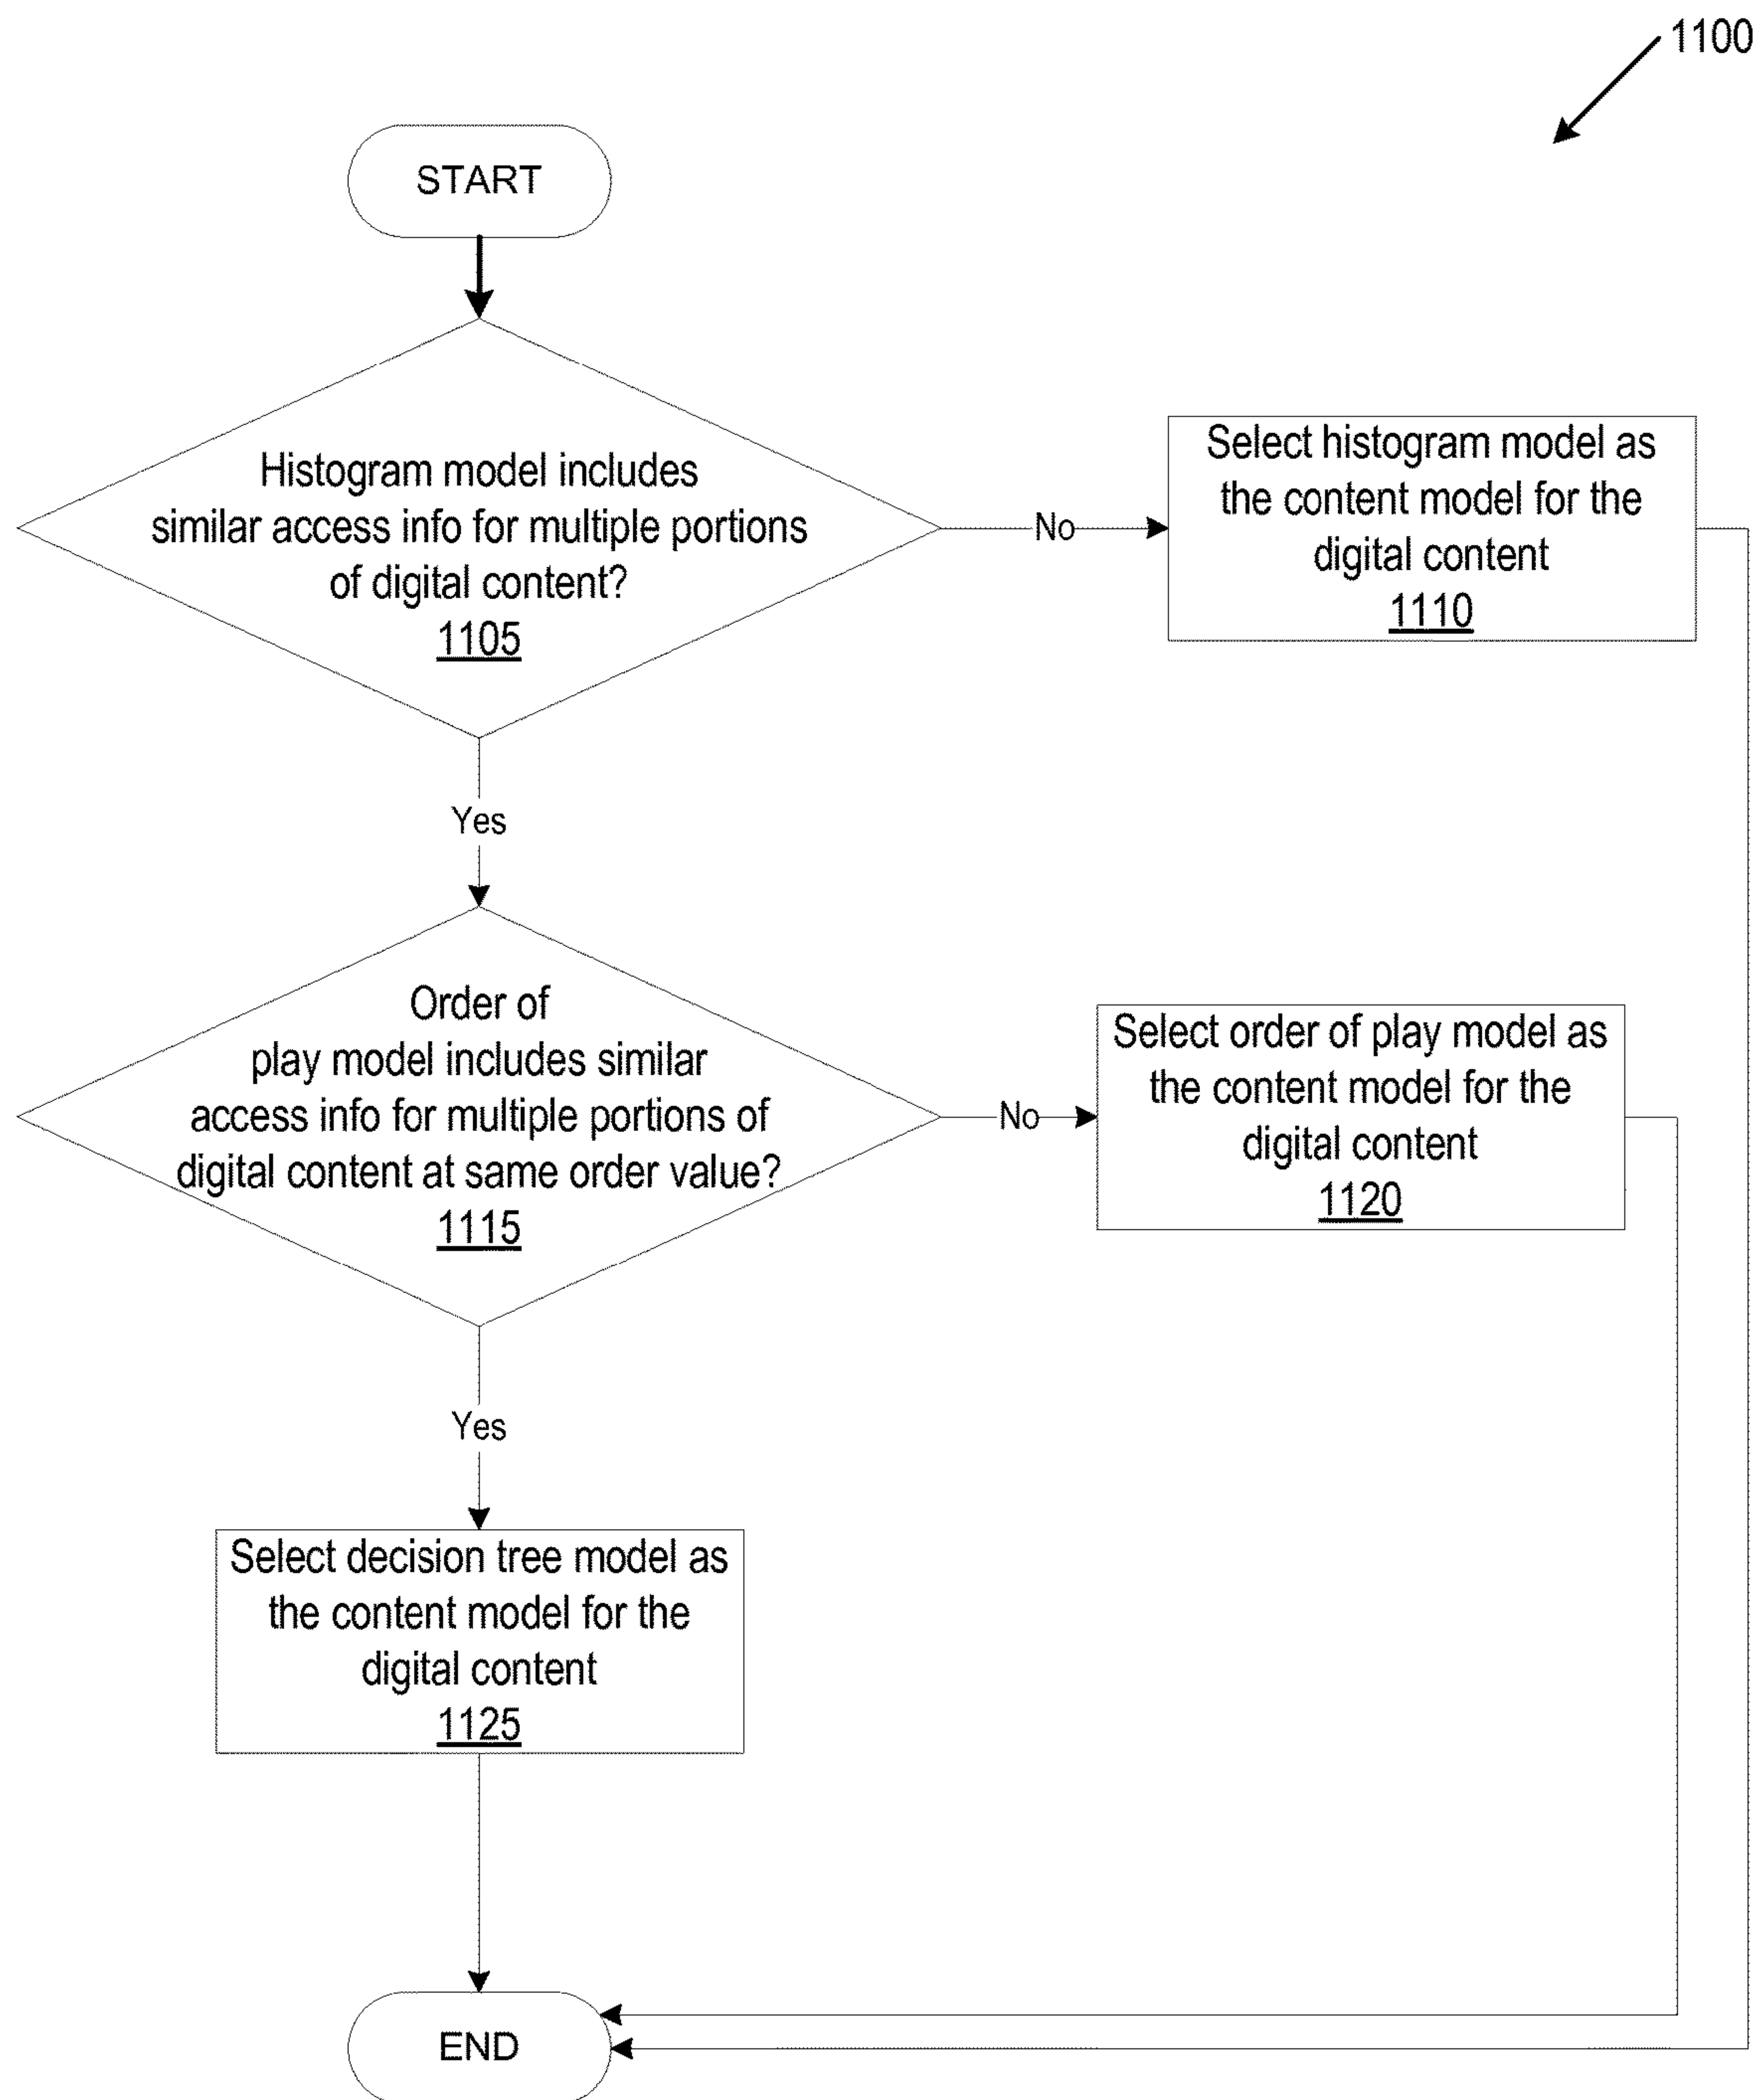 1100
START
Histogram model includes
similar access info for multiple portions
of digital content?
1105
No
Select histogram model as
the content model for the
digital content
1110
Yes
Order of
play model includes similar
access info for multiple portions of
digital content at same order value?
1115
No
Select order of play model as
the content model for the
digital content
1120
Yes
Select decision tree model as
the content model for the
digital content
1125
END